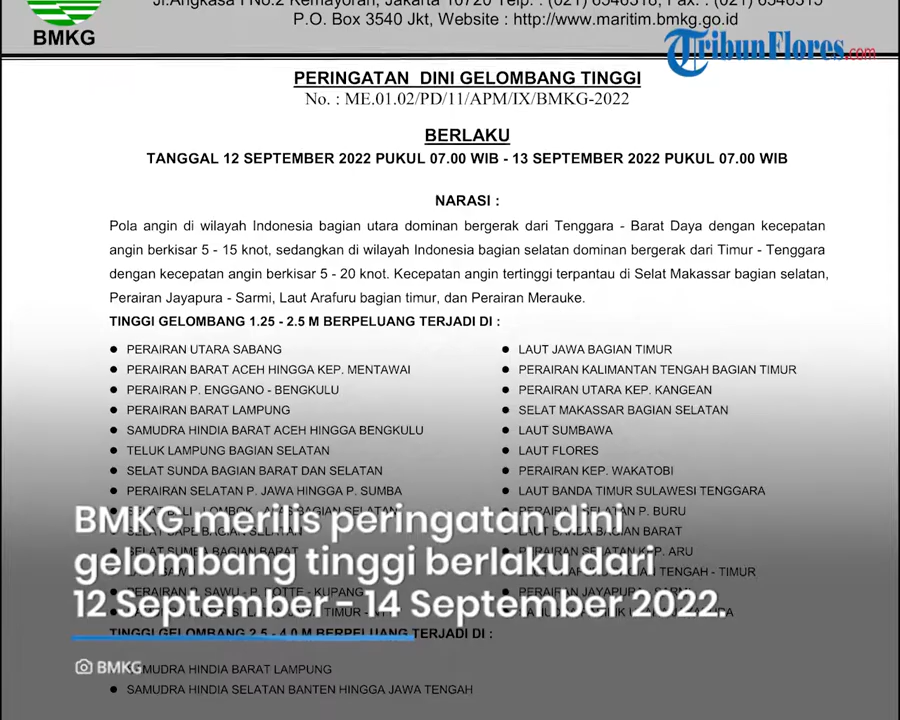 Jl.Angkasa I No.2 Kemayoran, Jakarta 10720 Telp. : (021) 6546318, Fax. : (021) 6546315
P.O. Box 3540 Jkt, Website : http://www.maritim.bmkg.go.id
BMKG
TribunFlores.com
PERINGATAN DINI GELOMBANG TINGGI
No. : ME.01.02/PD/11/APM/IX/BMKG-2022
BERLAKU
TANGGAL 12 SEPTEMBER 2022 PUKUL 07.00 WIB - 13 SEPTEMBER 2022 PUKUL 07.00 WIB
NARASI :
Pola angin di wilayah Indonesia bagian utara dominan bergerak dari Tenggara - Barat Daya dengan kecepatan
angin berkisar 5 - 15 knot, sedangkan di wilayah Indonesia bagian selatan dominan bergerak dari Timur - Tenggara
dengan kecepatan angin berkisar 5 - 20 knot. Kecepatan angin tertinggi terpantau di Selat Makassar bagian selatan,
Perairan Jayapura - Sarmi, Laut Arafuru bagian timur, dan Perairan Merauke.
TINGGI GELOMBANG 1.25 - 2.5 M BERPELUANG TERJADI DI :
● PERAIRAN UTARA SABANG
● PERAIRAN BARAT ACEH HINGGA KEP. MENTAWAI
● PERAIRAN P. ENGGANO - BENGKULU
● PERAIRAN BARAT LAMPUNG
● SAMUDRA HINDIA BARAT ACEH HINGGA BENGKULU
● TELUK LAMPUNG BAGIAN SELATAN
● SELAT SUNDA BAGIAN BARAT DAN SELATAN
● PERAIRAN SELATAN P. JAWA HINGGA P. SUMBA
● LAUT JAWA BAGIAN TIMUR
● PERAIRAN KALIMANTAN TENGAH BAGIAN TIMUR
● PERAIRAN UTARA KEP. KANGEAN
● SELAT MAKASSAR BAGIAN SELATAN
● LAUT SUMBAWA
● LAUT FLORES
● PERAIRAN KEP. WAKATOBI
● LAUT BANDA TIMUR SULAWESI TENGGARA
BMKG merilis peringatan dini
gelombang tinggi berlaku dari
12 September - 14 September 2022.
TINGGI GELOMBANG 2.5 - 4.0 M BERPELUANG TERJADI DI :
BMKG
● SAMUDRA HINDIA BARAT LAMPUNG
● SAMUDRA HINDIA SELATAN BANTEN HINGGA JAWA TENGAH